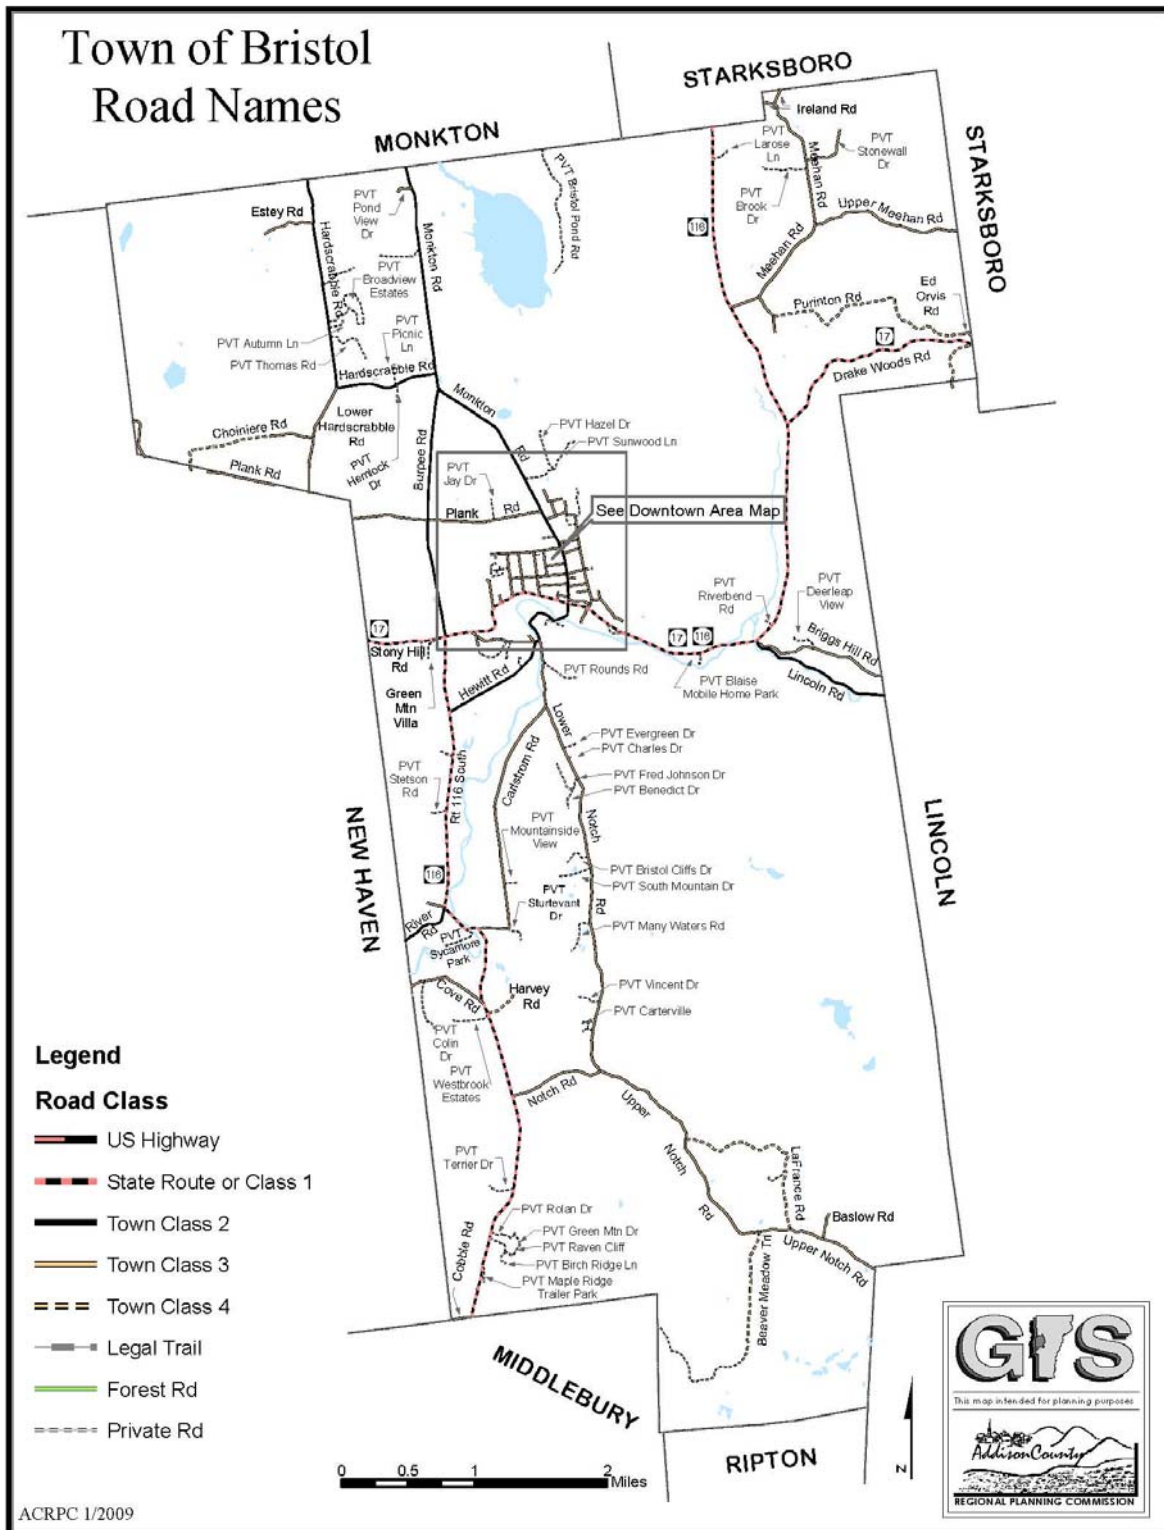 Town of Bristol
Road Names
STARKSBORO
MONKTON
STARKSBORO
Ireland Rd
PVT
Larose
Ln
Meehan Rd
PVT
Stonewall
Dr
PVT
Brook
Dr
Upper Meehan Rd
Meehan Rd
116
PVT Bristol Pond Rd
PVT
Pond
View
Dr
Estey Rd
Hardscrabble Rd
Monkton Rd
PVT
Broadview
Estates
PVT
Picnic
Ln
PVT Autumn Ln
PVT Thomas Rd
Hardscrabble Rd
Purinton Rd
Ed
Orvis
Rd
17
Drake Woods Rd
Monkton
Rd
Lower
Hardscrabble
Rd
Choiniere Rd
Plank Rd
PVT
Hemlock
Dr
Burpee Rd
PVT Hazel Dr
PVT Sunwood Ln
PVT
Jay Dr
Plank
Rd
See Downtown Area Map
PVT
Riverbend
Rd
PVT
Deerleap
View
Briggs Hill Rd
Lincoln Rd
17
17
116
Stony Hill
Rd
Green
Mtn
Villa
Hewitt Rd
PVT Rounds Rd
PVT Blaise
Mobile Home Park
Lower
Notch
Rd
Carlstrom Rd
PVT Evergreen Dr
PVT Charles Dr
PVT Fred Johnson Dr
PVT Benedict Dr
PVT
Stetson
Rd
Rt 116 South
PVT
Mountainside
View
NEW HAVEN
LINCOLN
116
PVT Bristol Cliffs Dr
PVT South Mountain Dr
PVT
Sturtevant
Dr
River
Rd
PVT
Sycamore
Park
PVT Many Waters Rd
Cove Rd
Harvey
Rd
PVT Vincent Dr
PVT Carterville
PVT
Colin
Dr
PVT
Westbrook
Estates
Notch Rd
Upper
Notch
Rd
LaFrance Rd
Baslow Rd
Upper Notch Rd
Beaver Meadow Trl
PVT
Terrier Dr
PVT Rolan Dr
PVT Green Mtn Dr
PVT Raven Cliff
PVT Birch Ridge Ln
PVT Maple Ridge
Trailer Park
Cobble Rd
MIDDLEBURY
RIPTON
Legend
Road Class
US Highway
State Route or Class 1
Town Class 2
Town Class 3
Town Class 4
Legal Trail
Forest Rd
Private Rd
0 0.5 1 2
Miles
N
GIS
This map intended for planning purposes
Addison County
REGIONAL PLANNING COMMISSION
ACRPC 1/2009